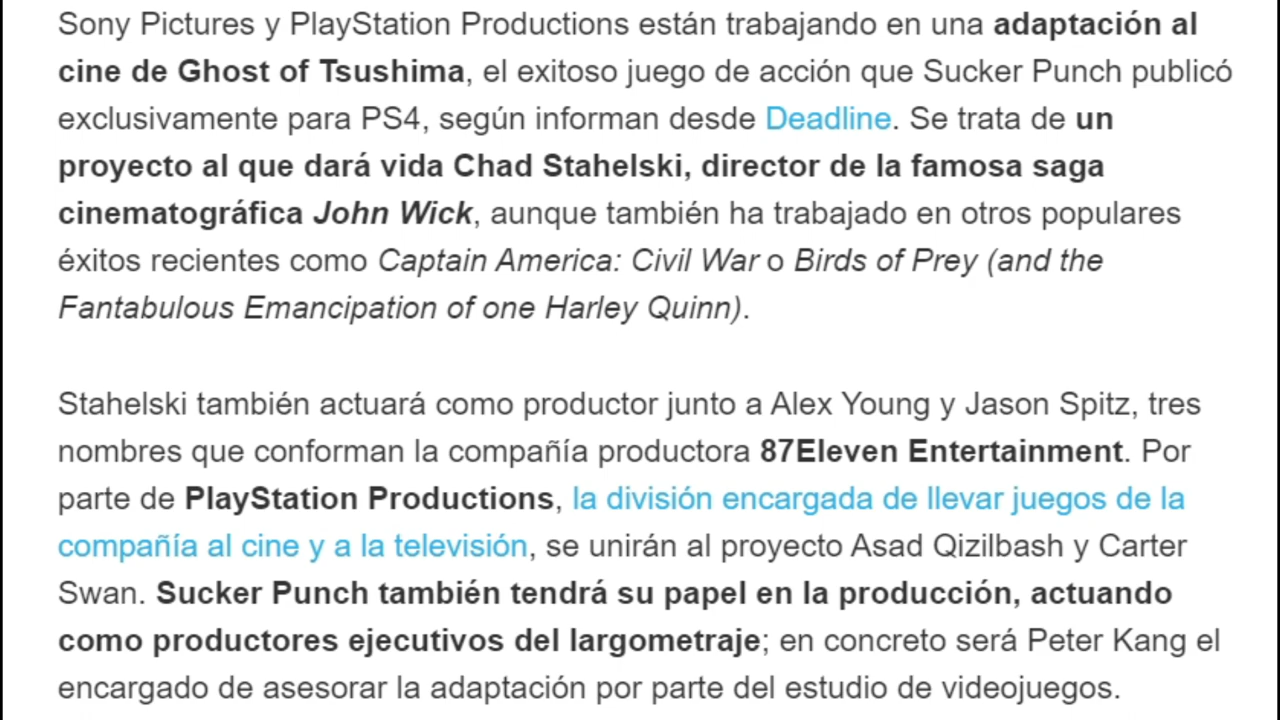 Sony Pictures y PlayStation Productions están trabajando en una adaptación al
cine de Ghost of Tsushima, el exitoso juego de acción que Sucker Punch publicó
exclusivamente para PS4, según informan desde Deadline. Se trata de un
proyecto al que dará vida Chad Stahelski, director de la famosa saga
cinematográfica John Wick, aunque también ha trabajado en otros populares
éxitos recientes como Captain America: Civil War o Birds of Prey (and the
Fantabulous Emancipation of one Harley Quinn).
Stahelski también actuará como productor junto a Alex Young y Jason Spitz, tres
nombres que conforman la compañía productora 87Eleven Entertainment. Por
parte de PlayStation Productions, la división encargada de llevar juegos de la
compañía al cine y a la televisión, se unirán al proyecto Asad Qizilbash y Carter
Swan. Sucker Punch también tendrá su papel en la producción, actuando
como productores ejecutivos del largometraje; en concreto será Peter Kang el
encargado de asesorar la adaptación por parte del estudio de videojuegos.